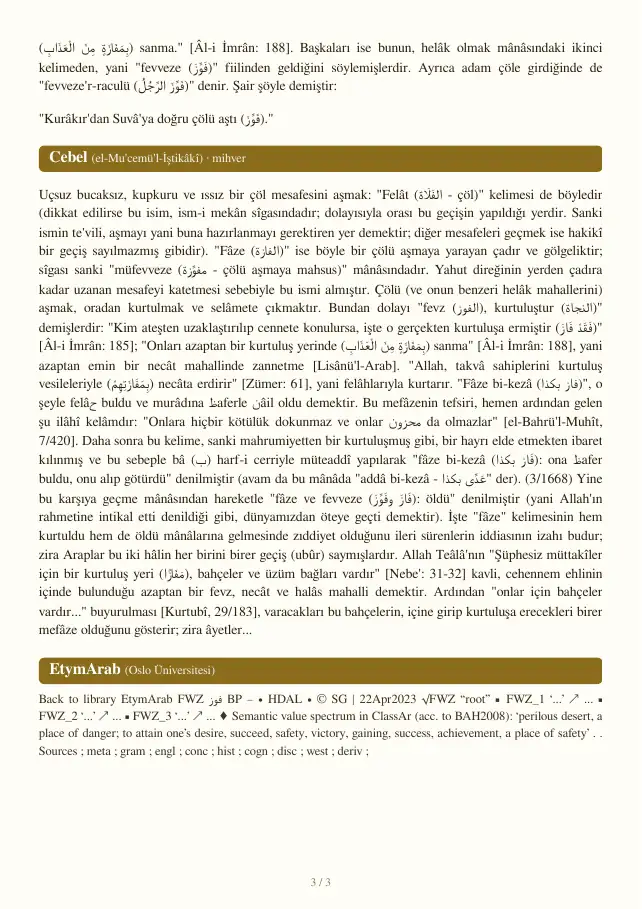 (بِمَفَازَةٍ مِنْ الْعَذَابِ) sanma." [Âl-i İmrân: 188]. Başkaları ise bunun, helâk olmak mânâsındaki ikinci
kelimeden, yani "fevveze (فَوَّزَ)" fiilinden geldiğini söylemişlerdir. Ayrıca adam çöle girdiğinde de
"fevveze'r-raculü (فَوَّزَ الرَّجُلُ)" denir. Şair şöyle demiştir:
"Kurâkır'dan Suvâ'ya doğru çölü aştı (فَوَّزَ)."
Cebel (el-Mu'cemü'l-İştikâkî) · mihver
Uçsuz bucaksız, kupkuru ve ıssız bir çöl mesafesini aşmak: "Felât (الفَلَاة - çöl)" kelimesi de böyledir
(dikkat edilirse bu isim, ism-i mekân sîgasındadır; dolayısıyla orası bu geçişin yapıldığı yerdir. Sanki
ismin te'vili, aşmayı yani buna hazırlanmayı gerektiren yer demektir; diğer mesafeleri geçmek ise hakikî
bir geçiş sayılmazmış gibidir). "Fâze (الفازة)" ise böyle bir çölü aşmaya yarayan çadır ve gölgeliktir;
sîgası sanki "müfevveze (مفوَّزة - çölü aşmaya mahsus)" mânâsındadır. Yahut direğinin yerden çadıra
kadar uzanan mesafeyi katetmesi sebebiyle bu ismi almıştır. Çölü (ve onun benzeri helâk mahallerini)
aşmak, oradan kurtulmak ve selâmete çıkmaktır. Bundan dolayı "fevz (الفوز), kurtuluştur (النجاة)"
demişlerdir: "Kim ateşten uzaklaştırılıp cennete konulursa, işte o gerçekten kurtuluşa ermiştir (فَقَدْ فَازَ)"
[Âl-i İmrân: 185]; "Onları azaptan bir kurtuluş yerinde (بِمَفَازَةٍ مِنَ الْعَذَابِ) sanma" [Âl-i İmrân: 188], yani
azaptan emin bir necât mahallinde zannetme [Lisânü'l-Arab]. "Allah, takvâ sahiplerini kurtuluş
vesileleriyle (بِمَفَازَتِهِمْ) necâta erdirir" [Zümer: 61], yani felâhlarıyla kurtarır. "Fâze bi-kezâ (فاز بكذا)", o
şeyle felâح buldu ve murâdına ظaferle نâil oldu demektir. Bu mefâzenin tefsiri, hemen ardından gelen
şu ilâhî kelâmdır: "Onlara hiçbir kötülük dokunmaz ve onlar محزون da olmazlar" [el-Bahrü'l-Muhît,
7/420]. Daha sonra bu kelime, sanki mahrumiyetten bir kurtuluşmuş gibi, bir hayrı elde etmekten ibaret
kılınmış ve bu sebeple bâ (ب) harf-i cerriyle müteaddî yapılarak "fâze bi-kezâ (فَازَ بكذا): ona ظafer
buldu, onu alıp götürdü" denilmiştir (avam da bu mânâda "addâ bi-kezâ - عَدَّى بكذا" der). (3/1668) Yine
bu karşıya geçme mânâsından hareketle "fâze ve fevveze (فَازَ وفَوَّزَ): öldü" denilmiştir (yani Allah'ın
rahmetine intikal etti denildiği gibi, dünyamızdan öteye geçti demektir). İşte "fâze" kelimesinin hem
kurtuldu hem de öldü mânâlarına gelmesinde zıddiyet olduğunu ileri sürenlerin iddiasının izahı budur;
zira Araplar bu iki hâlin her birini birer geçiş (ubûr) saymışlardır. Allah Teâlâ'nın "Şüphesiz müttakîler
için bir kurtuluş yeri (مَفَازًا), bahçeler ve üzüm bağları vardır" [Nebe': 31-32] kavli, cehennem ehlinin
içinde bulunduğu azaptan bir fevz, necât ve halâs mahalli demektir. Ardından "onlar için bahçeler
vardır..." buyurulması [Kurtubî, 29/183], varacakları bu bahçelerin, içine girip kurtuluşa erecekleri birer
mefâze olduğunu gösterir; zira âyetler...
EtymArab (Oslo Üniversitesi)
Back to library EtymArab FWZ فوز BP – • HDAL • © SG | 22Apr2023 √FWZ “root” ▪ FWZ_1 ‘...’ ↗ ... ▪
FWZ_2 ‘...’ ↗ ... ▪ FWZ_3 ‘...’ ↗ ... ♦ Semantic value spectrum in ClassAr (acc. to BAH2008): ‘perilous desert, a
place of danger; to attain one’s desire, succeed, safety, victory, gaining, success, achievement, a place of safety’ . .
Sources ; meta ; gram ; engl ; conc ; hist ; cogn ; disc ; west ; deriv ;
3 / 3